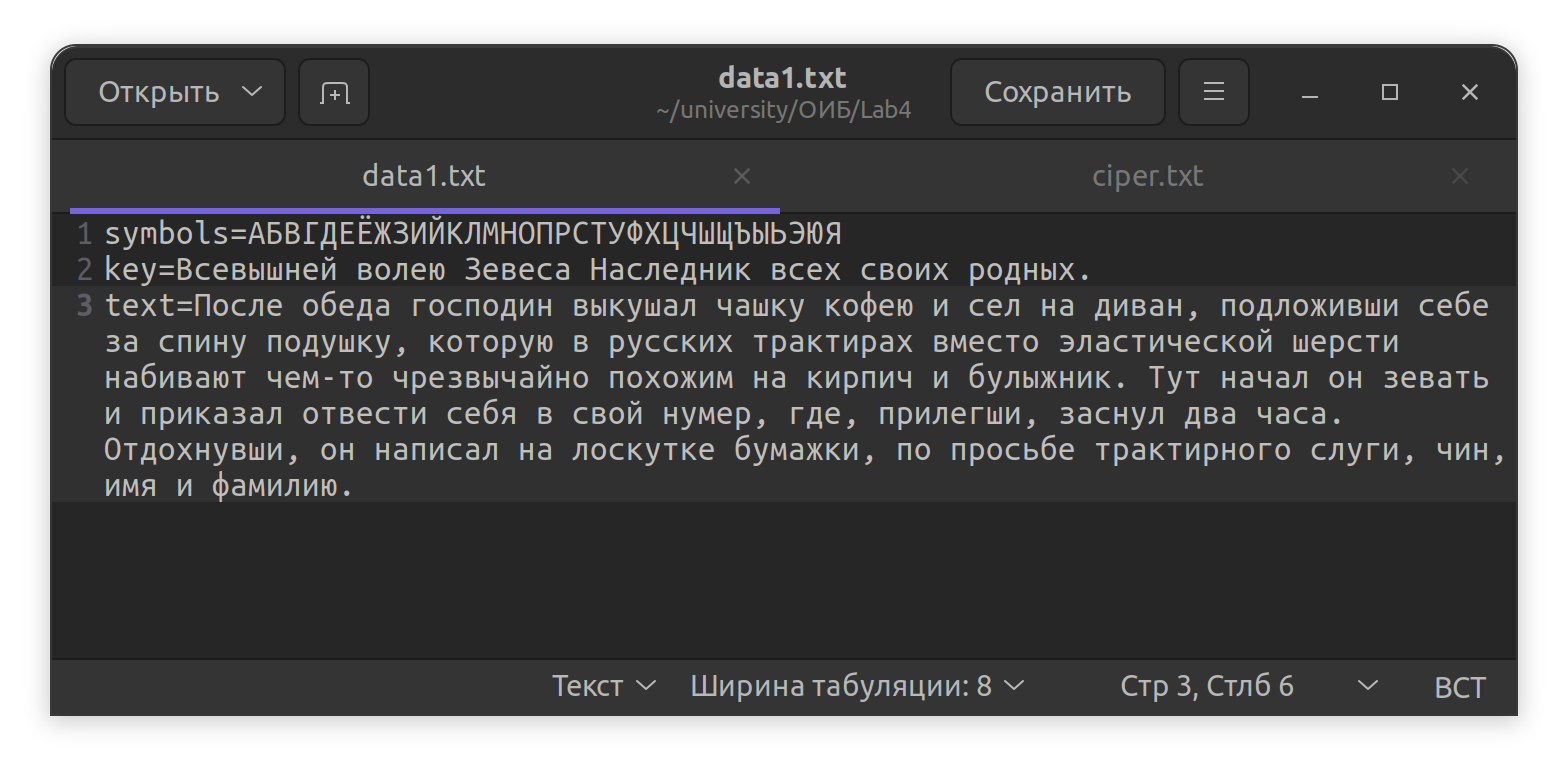 Открыть
data1.txt
~/university/ОИБ/Lab4
Сохранить
data1.txt
ciper.txt
1 symbols=АБВГДЕЁЖЗИЙКЛМНОПРСТУФХЦЧШЩЪЫЬЭЮЯ
2 key=Всевышней волею Зевеса Наследник всех своих родных.
3 text=После обеда господин выкушал чашку кофею и сел на диван, подложивши себе
за спину подушку, которую в русских трактирах вместо эластической шерсти
набивают чем-то чрезвычайно похожим на кирпич и булыжник. Тут начал он зевать
и приказал отвести себя в свой нумер, где, прилегши, заснул два часа.
Отдохнувши, он написал на лоскутке бумажки, по просьбе трактирного слуги, чин,
имя и фамилию.
Текст
Ширина табуляции: 8
Стр 3, Стлб 6
ВСТ